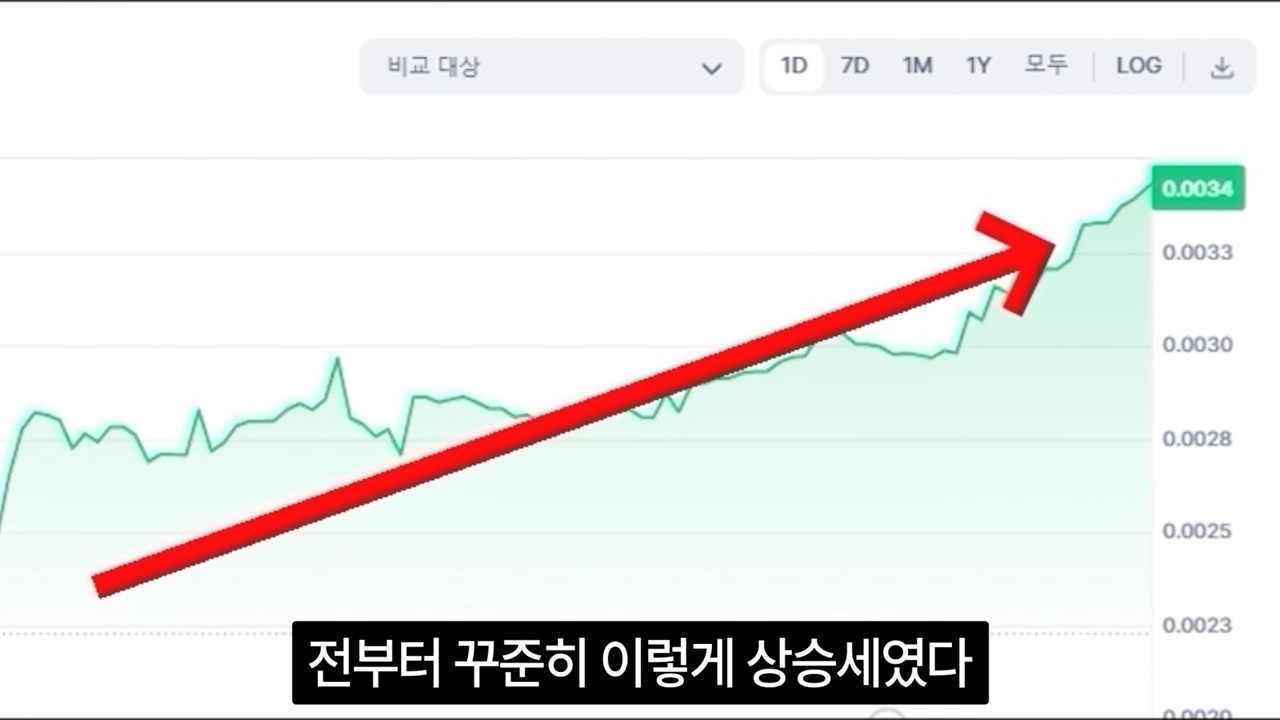 비교 대상
1D 7D 1M 1Y 모두 LOG
0.0034
0.0033
0.0030
0.0028
0.0025
0.0023
전부터 꾸준히 이렇게 상승세였다